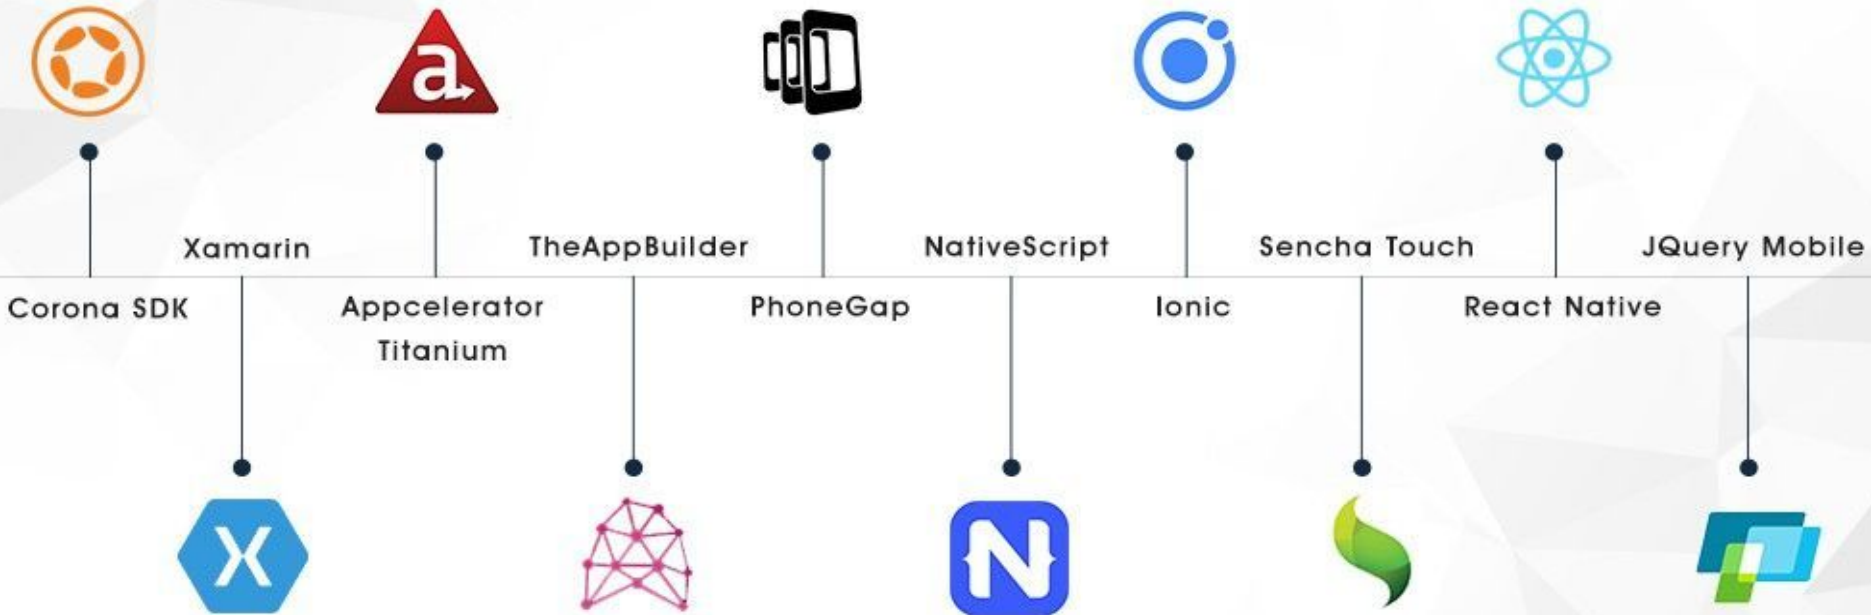 Xamarin
TheAppBuilder
NativeScript
Sencha Touch
JQuery Mobile
Corona SDK
Appcelerator
Titanium
PhoneGap
Ionic
React Native
a
X
N